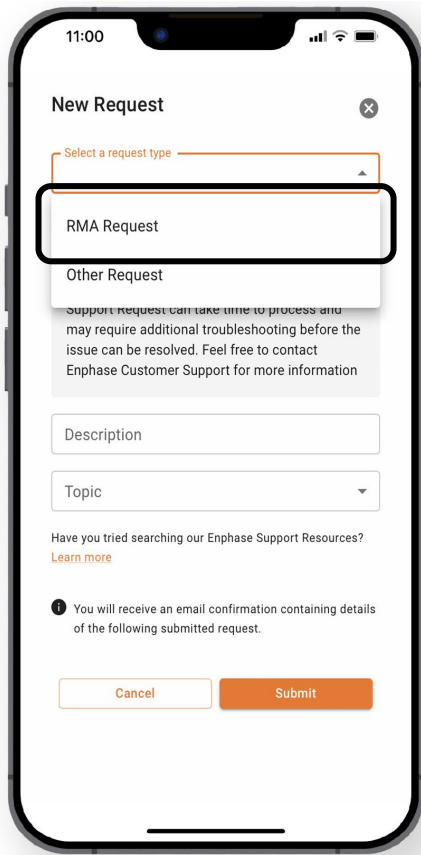 11:00
New Request
Select a request type
RMA Request
Other Request
Support Request can take time to process and
may require additional troubleshooting before the
issue can be resolved. Feel free to contact
Enphase Customer Support for more information
Description
Topic
Have you tried searching our Enphase Support Resources?
Learn more
You will receive an email confirmation containing details
of the following submitted request.
Cancel
Submit